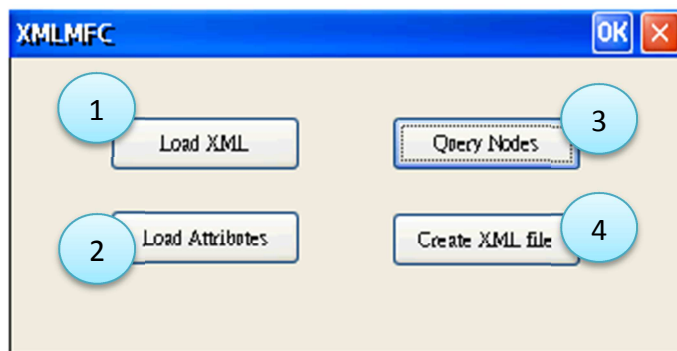 XMLMFC OK
1 Load XML
Query Nodes 3
2 Load Attributes
Create XML file 4